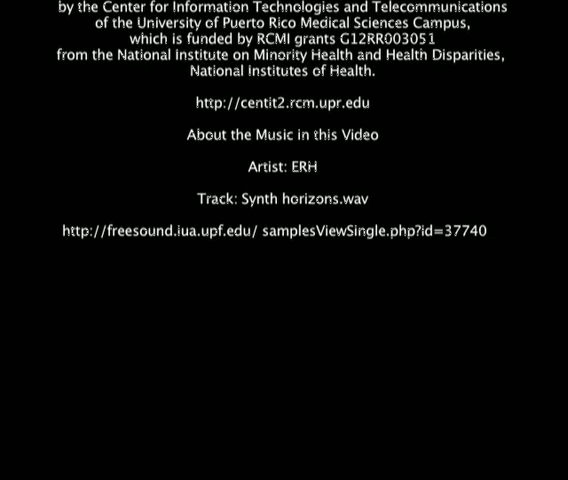 by the Center for Information Technologies and Telecommunications
of the University of Puerto Rico Medical Sciences Campus,
which is funded by RCMI grants G12RR003051
from the National Institute on Minority Health and Health Disparities,
National Institutes of Health.
http://centit2.rcm.upr.edu
About the Music in this Video
Artist: ERH
Track: Synth horizons.wav
http://freesound.iua.upf.edu/ samplesViewSingle.php?id=37740